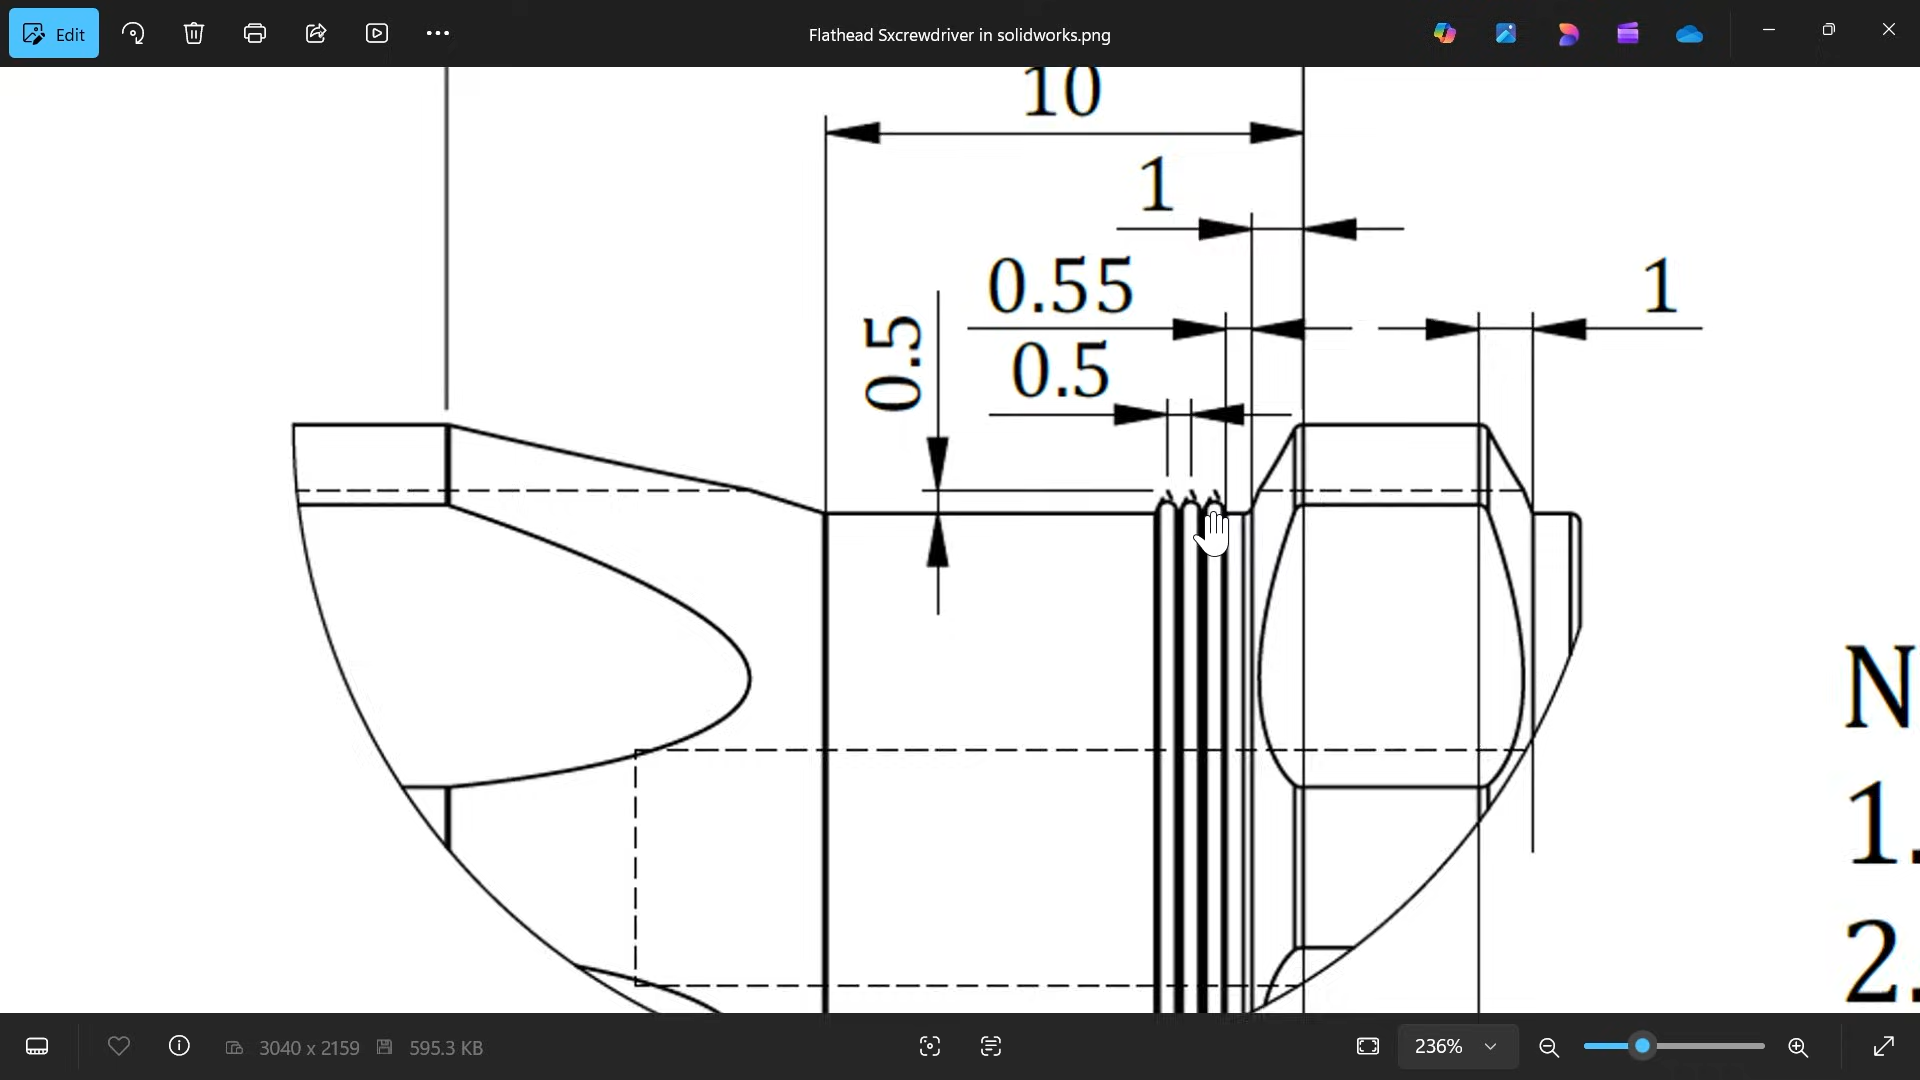 Edit
Flathead Sxcrewdriver in solidworks.png
10
1
0.55
1
0.5
0.5
N
1.
2.
3040 x 2159
595.3 KB
236%